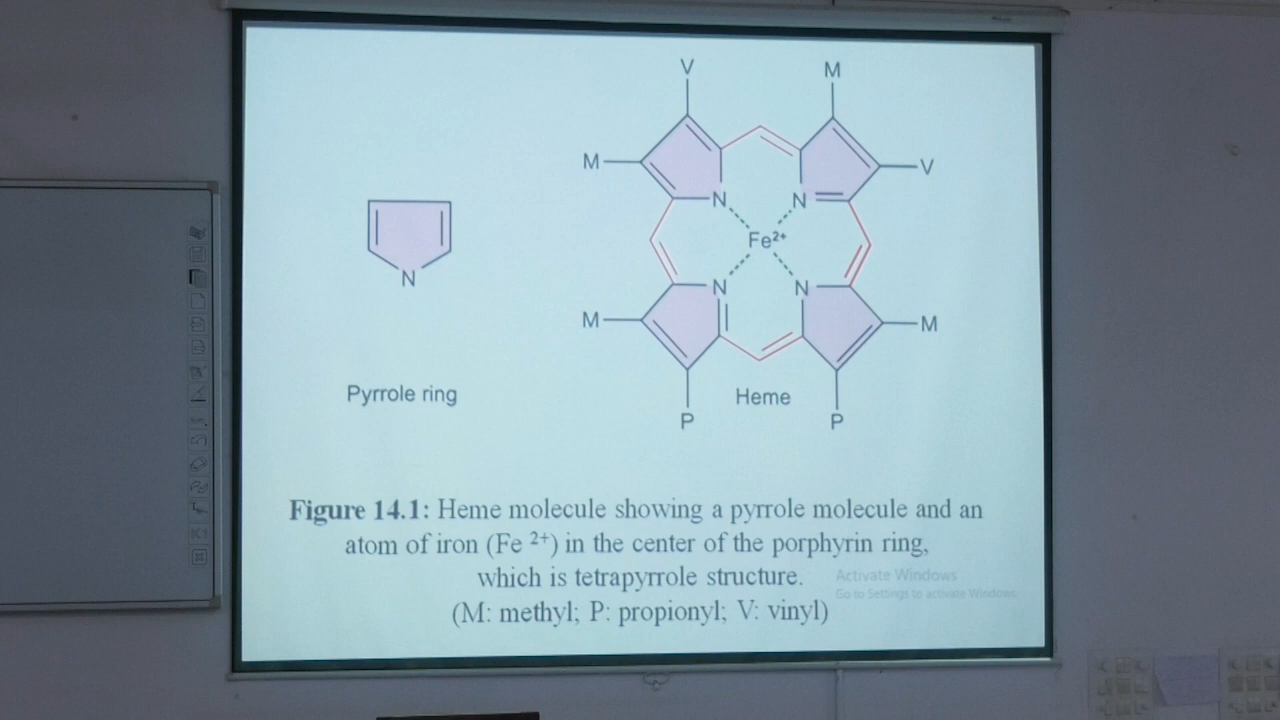 V
M
M
V
N
N
Fe²⁺
N
N
N
M
M
Pyrrole ring
Heme
P
P
Figure 14.1: Heme molecule showing a pyrrole molecule and an
atom of iron (Fe ²⁺) in the center of the porphyrin ring,
which is tetrapyrrole structure.
(M: methyl; P: propionyl; V: vinyl)
Activate Windows
Go to Settings to activate Windows.